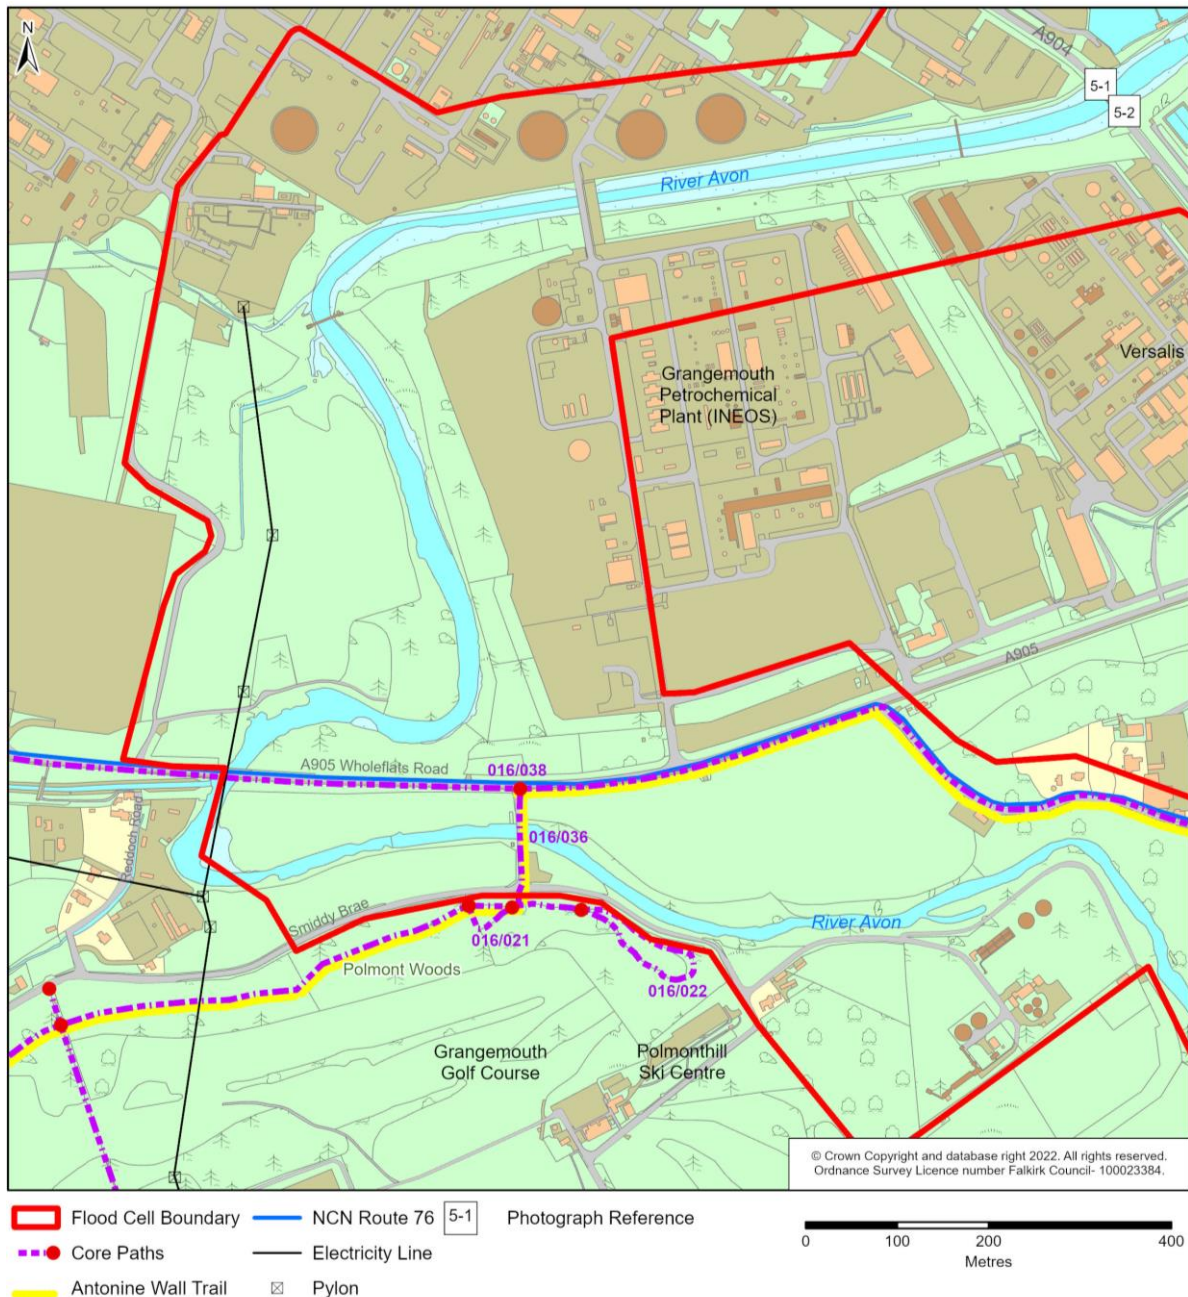 N
A904
5-1
5-2
River Avon
Versalis
Grangemouth
Petrochemical
Plant (INEOS)
A905
A905 Wholeflats Road
016/038
016/036
Reddoch Road
Smiddy Brae
016/021
River Avon
Polmont Woods
016/022
Grangemouth
Golf Course
Polmonthill
Ski Centre
© Crown Copyright and database right 2022. All rights reserved.
Ordnance Survey Licence number Falkirk Council- 100023384.
Flood Cell Boundary
NCN Route 76
5-1
Photograph Reference
Core Paths
Electricity Line
0 100 200 400
Metres
Antonine Wall Trail
Pylon